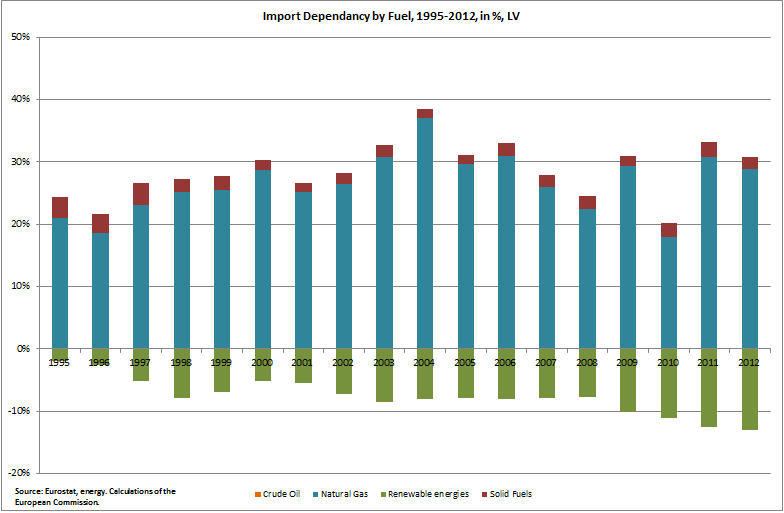 Import Dependancy by Fuel, 1995-2012, in %, LV
50%
40%
30%
20%
10%
0%
1995 1996 1997 1998 1999 2000 2001 2002 2003 2004 2005 2006 2007 2008 2009 2010 2011 2012
-10%
-20%
Source: Eurostat, energy. Calculations of the
European Commission.
Crude Oil Natural Gas Renewable energies Solid Fuels